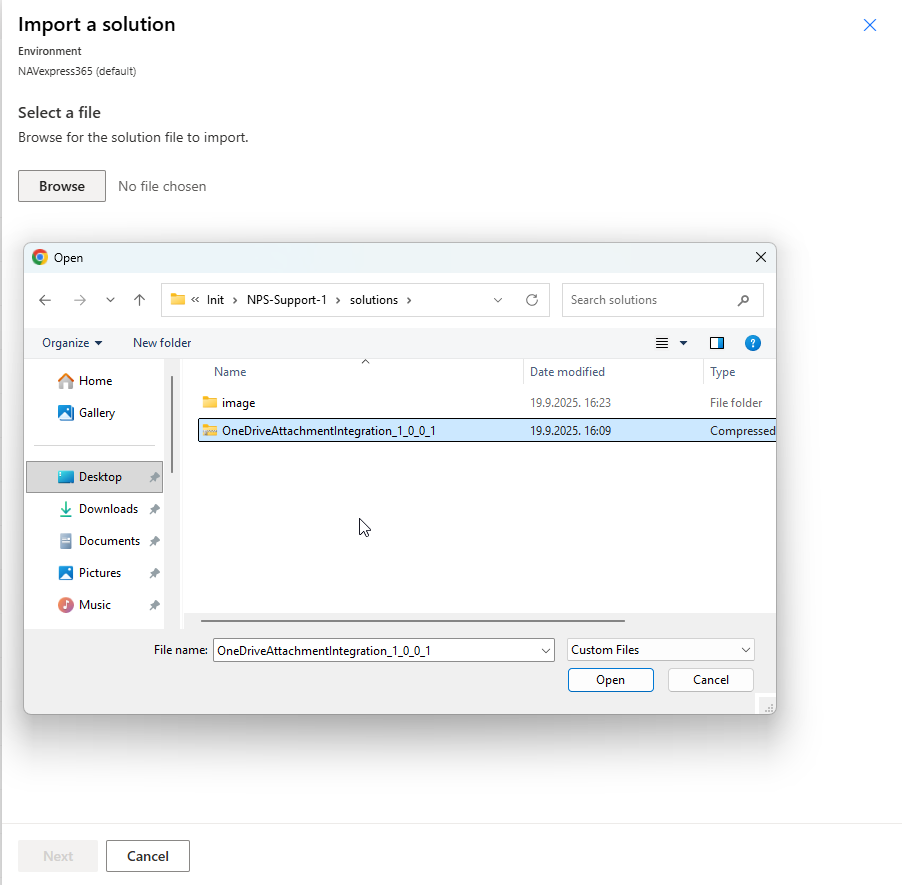 Import a solution
Environment
NAVexpress365 (default)
Select a file
Browse for the solution file to import.
Browse No file chosen
Open
« Init › NPS-Support-1 › solutions › Search solutions
Organize New folder ?
Home
Gallery
Desktop
Downloads
Documents
Pictures
Music
Name Date modified Type
image 19.9.2025. 16:23 File folder
OneDriveAttachmentIntegration_1_0_0_1 19.9.2025. 16:09 Compressed
File name: OneDriveAttachmentIntegration_1_0_0_1 Custom Files
Open Cancel
Next Cancel